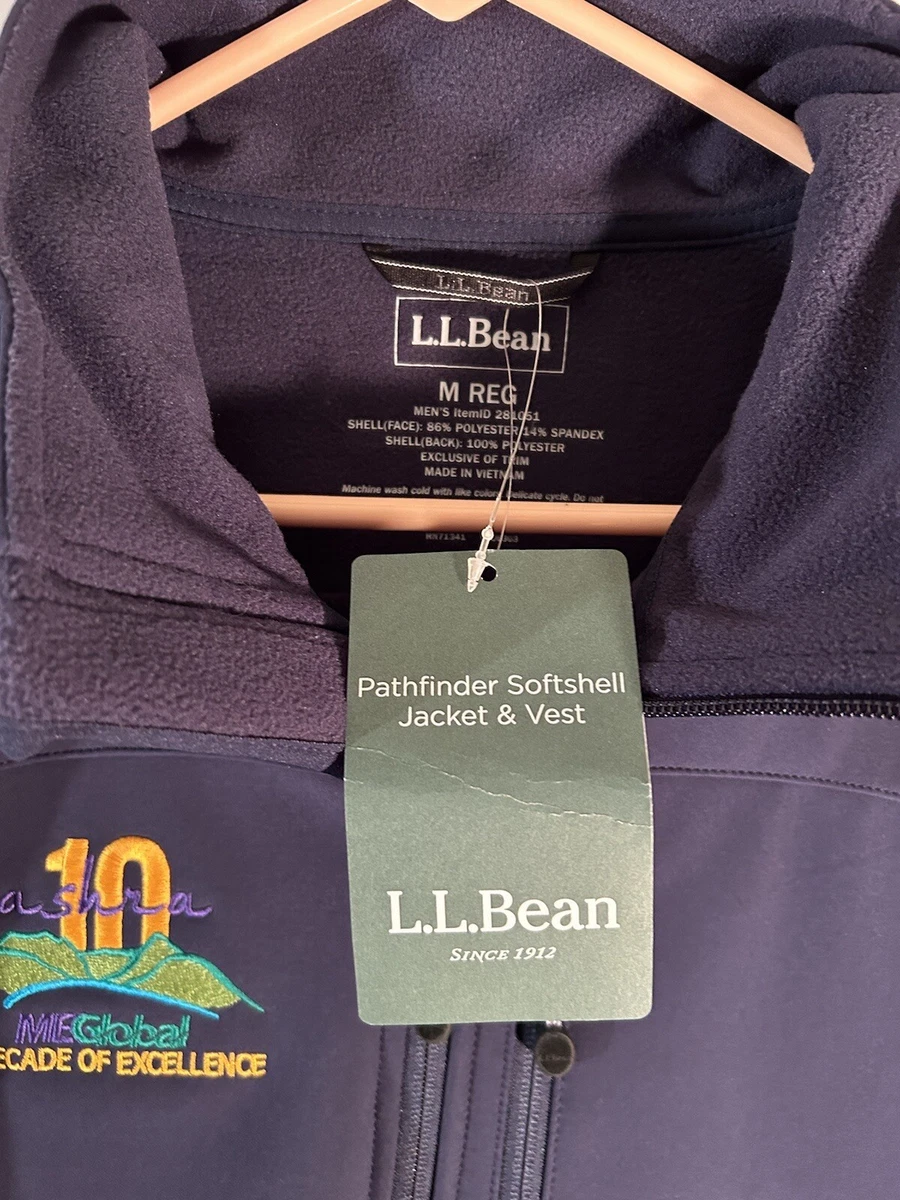 L.L.Bean
L.L.Bean
M REG
MEN'S ItemID 281051
SHELL(FACE): 86% POLYESTER 14% SPANDEX
SHELL(BACK): 100% POLYESTER
EXCLUSIVE OF TRIM
MADE IN VIETNAM
Machine wash cold with like colors, delicate cycle. Do not
RN71341
Pathfinder Softshell
Jacket & Vest
L.L.Bean
SINCE 1912
10
ashra
MEGlobal
ECADE OF EXCELLENCE